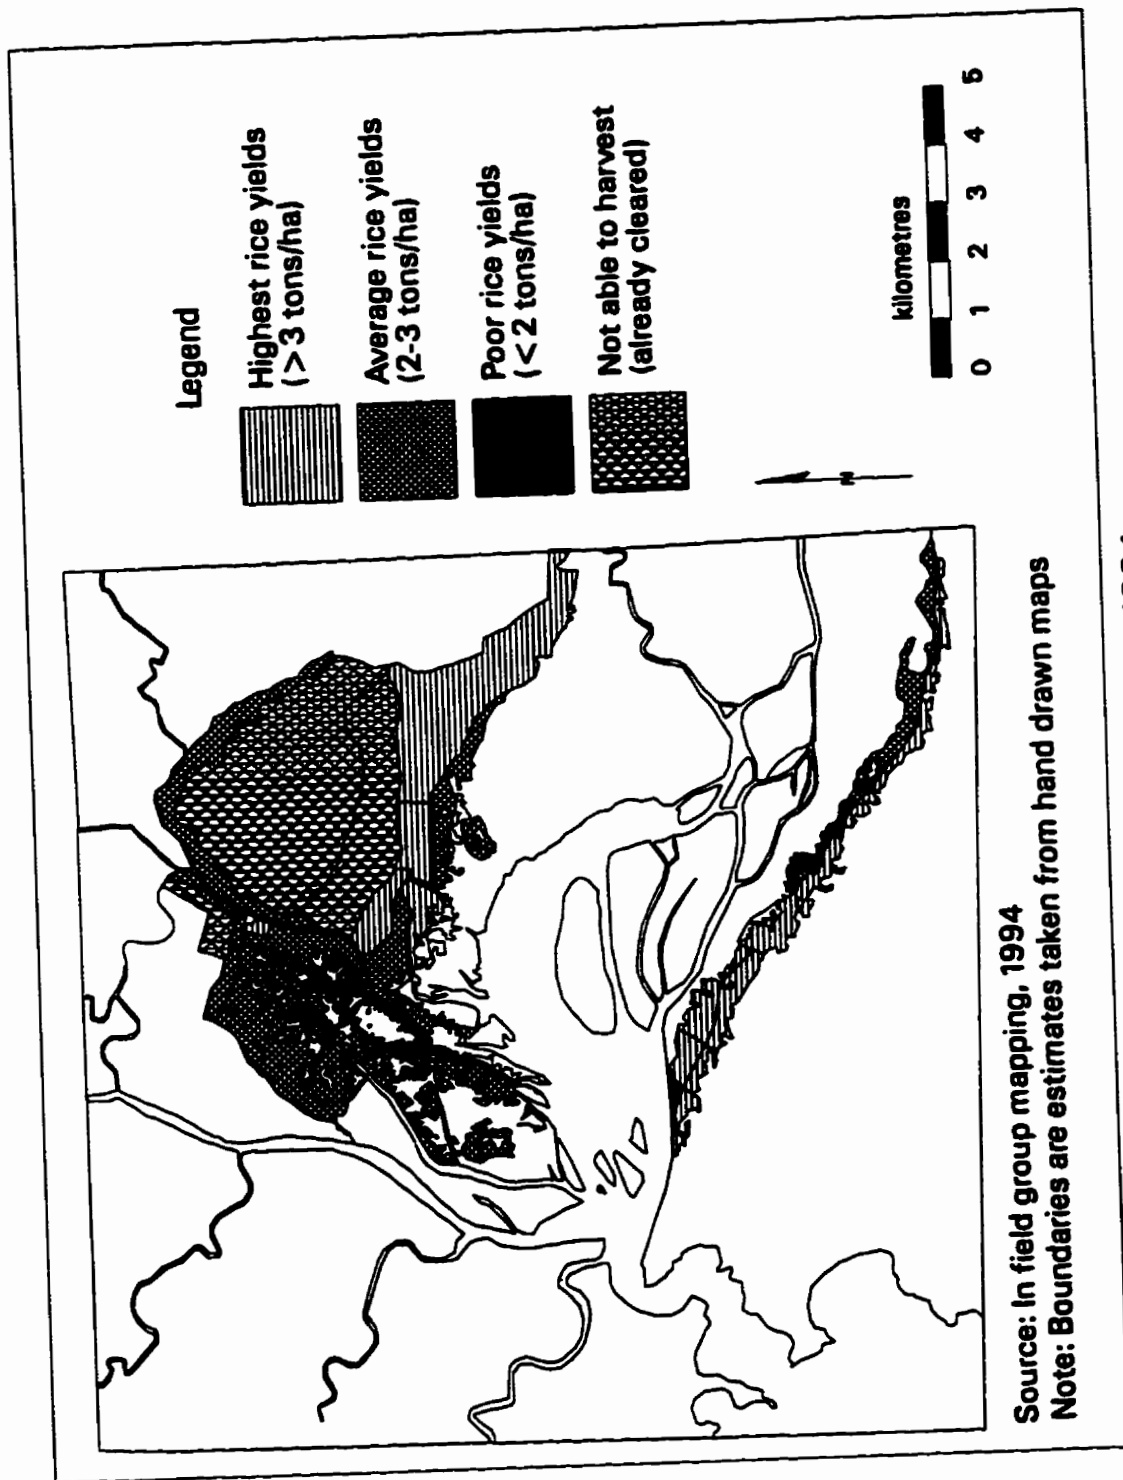 Legend
Highest rice yields
(> 3 tons/ha)
Average rice yields
(2-3 tons/ha)
Poor rice yields
(< 2 tons/ha)
Not able to harvest
(already cleared)
N
kilometres
0 1 2 3 4 5
Source: In field group mapping, 1994
Note: Boundaries are estimates taken from hand drawn maps